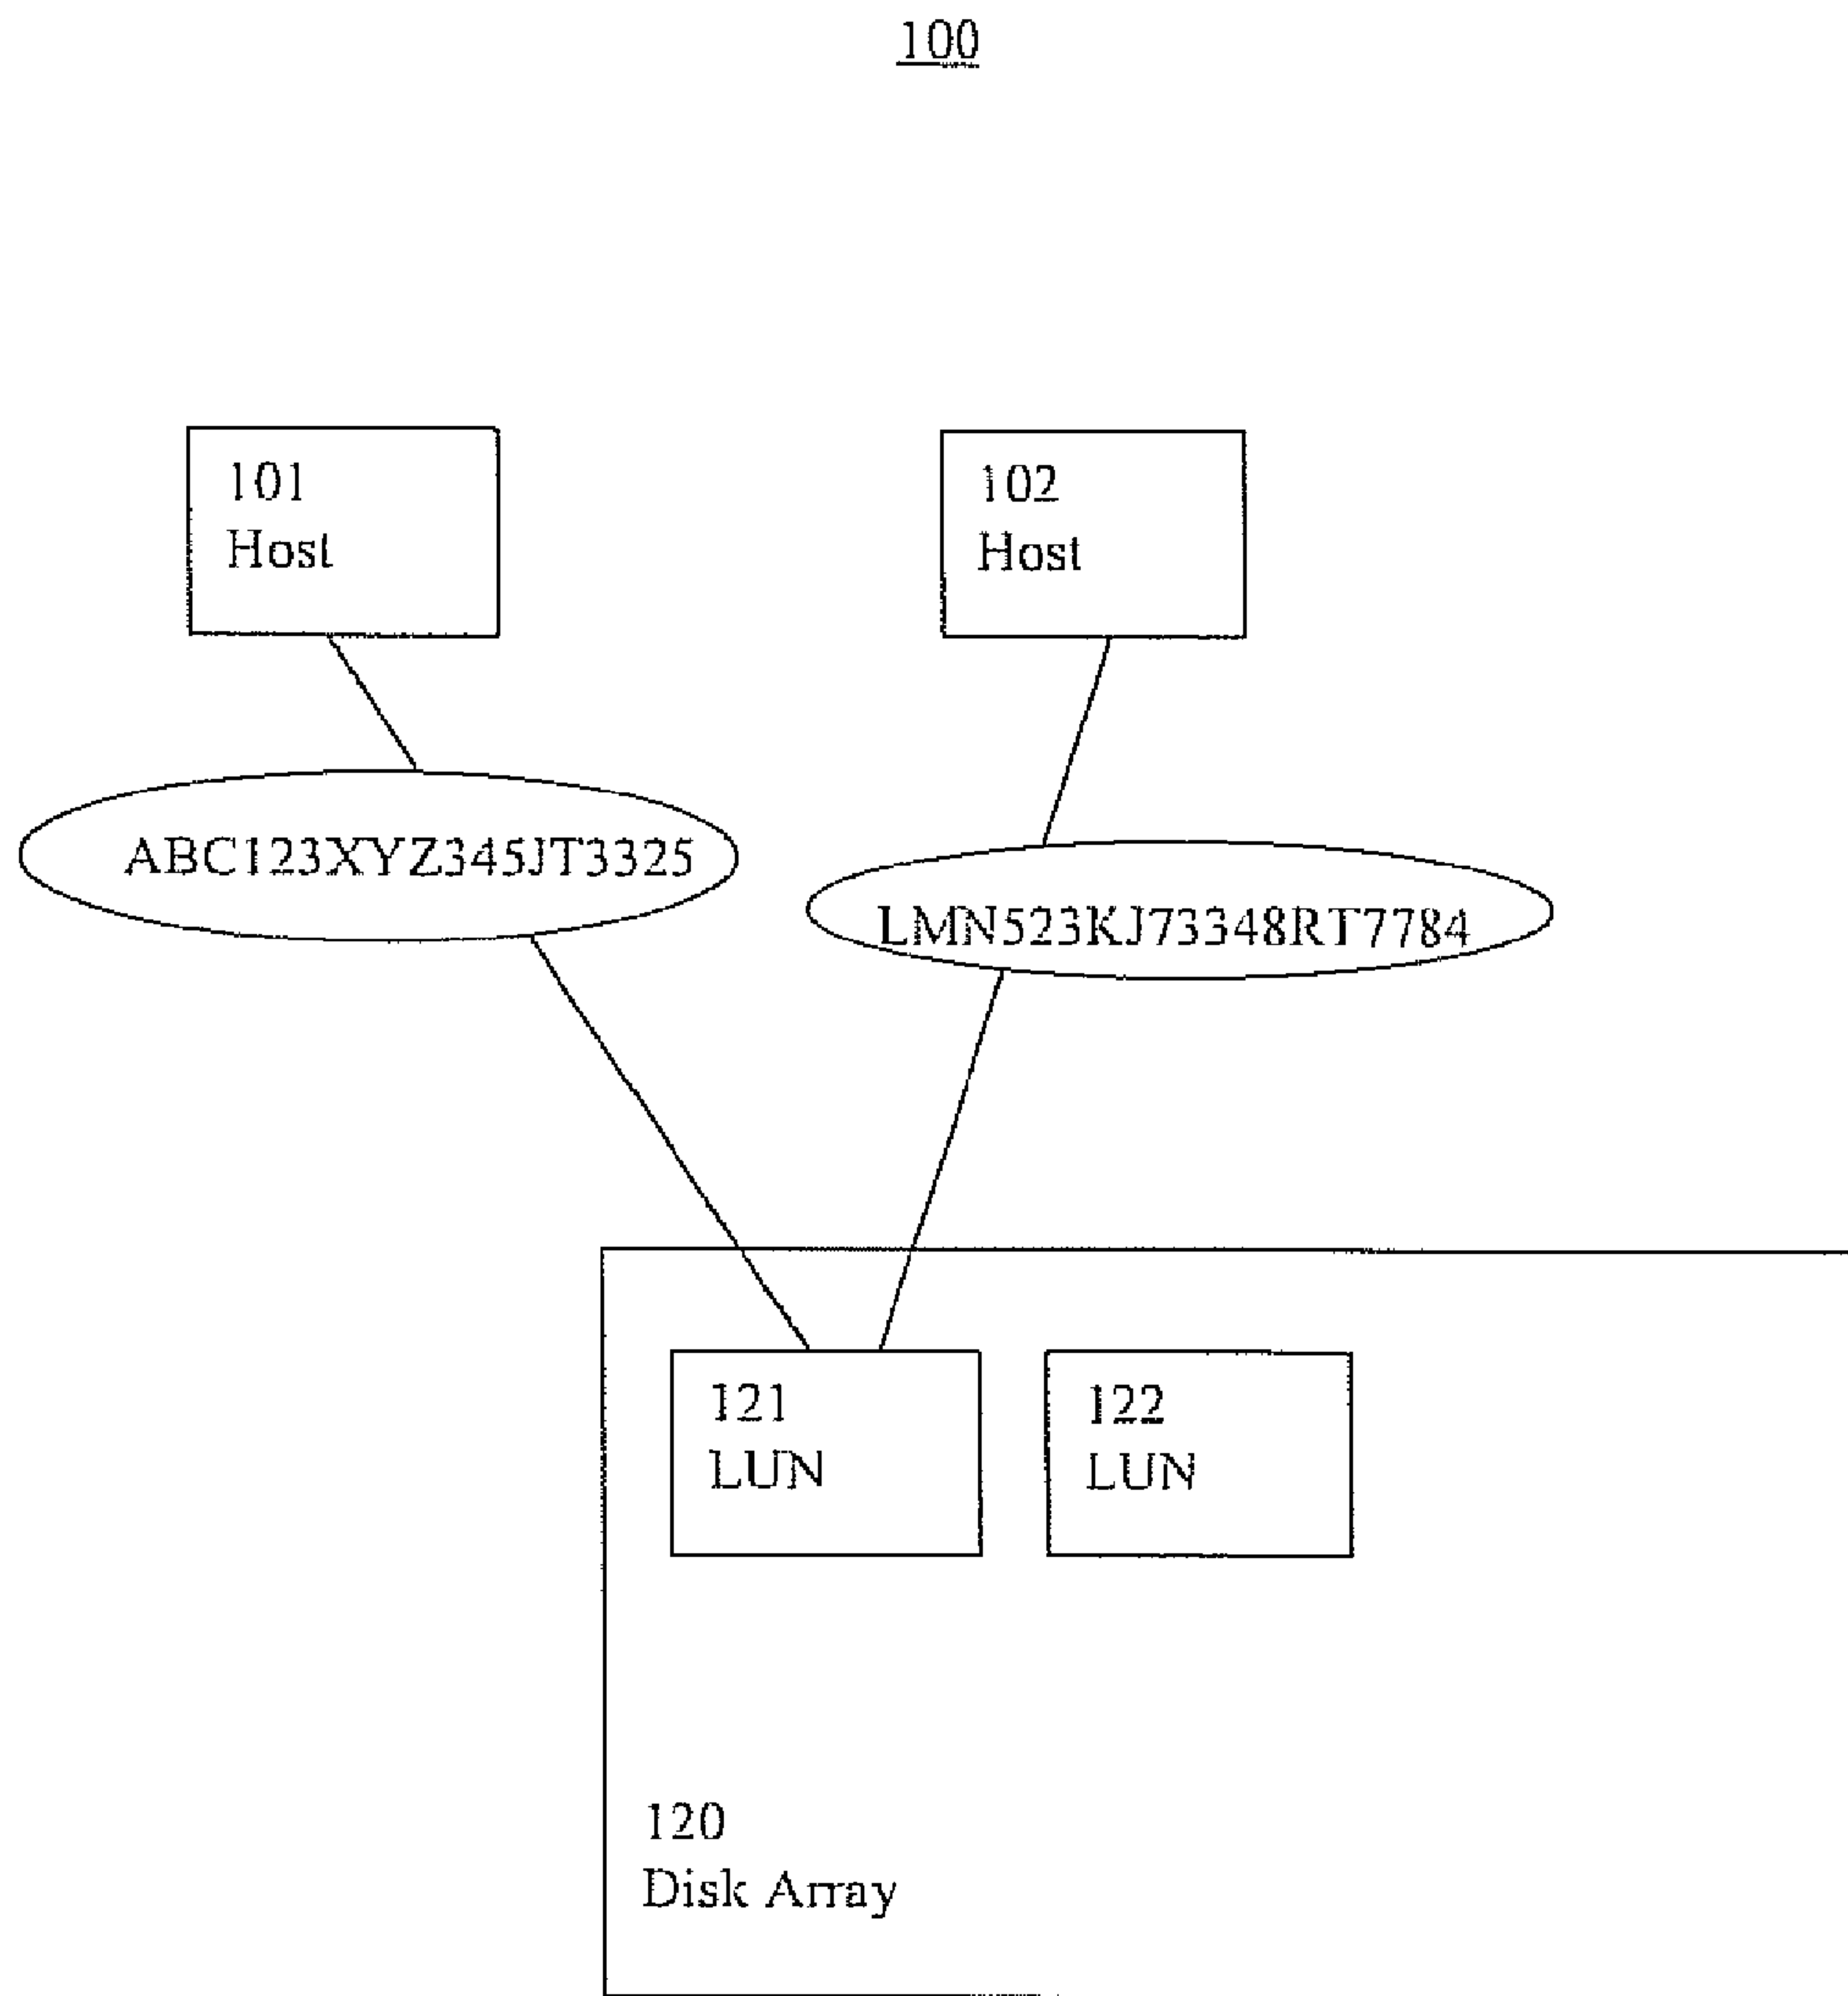 100
101
Host
102
Host
ABC123XYZ345JT3325
LMN523KJ73348RT7784
121
LUN
122
LUN
120
Disk Array